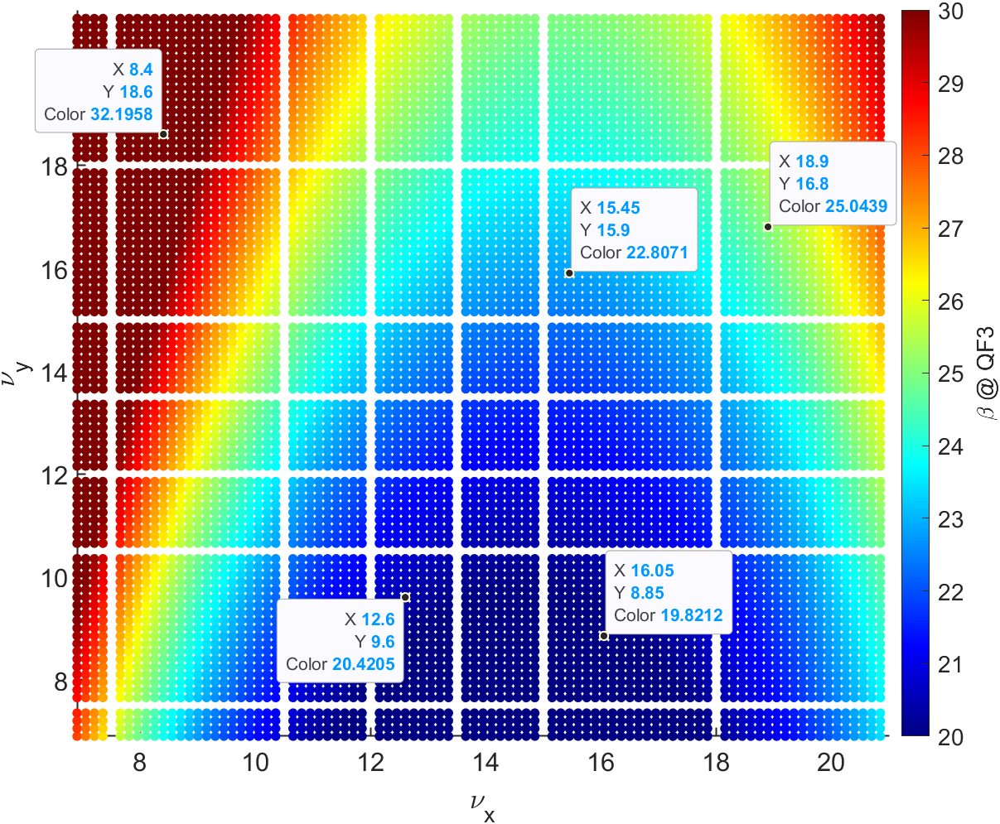 X 8.4
Y 18.6
Color 32.1958
X 18.9
Y 16.8
Color 25.0439
X 15.45
Y 15.9
Color 22.8071
X 16.05
Y 8.85
Color 19.8212
X 12.6
Y 9.6
Color 20.4205
18
16
14
12
10
8
ν y
8 10 12 14 16 18 20
ν x
30
29
28
27
26
25
24
23
22
21
20
β @ QF3